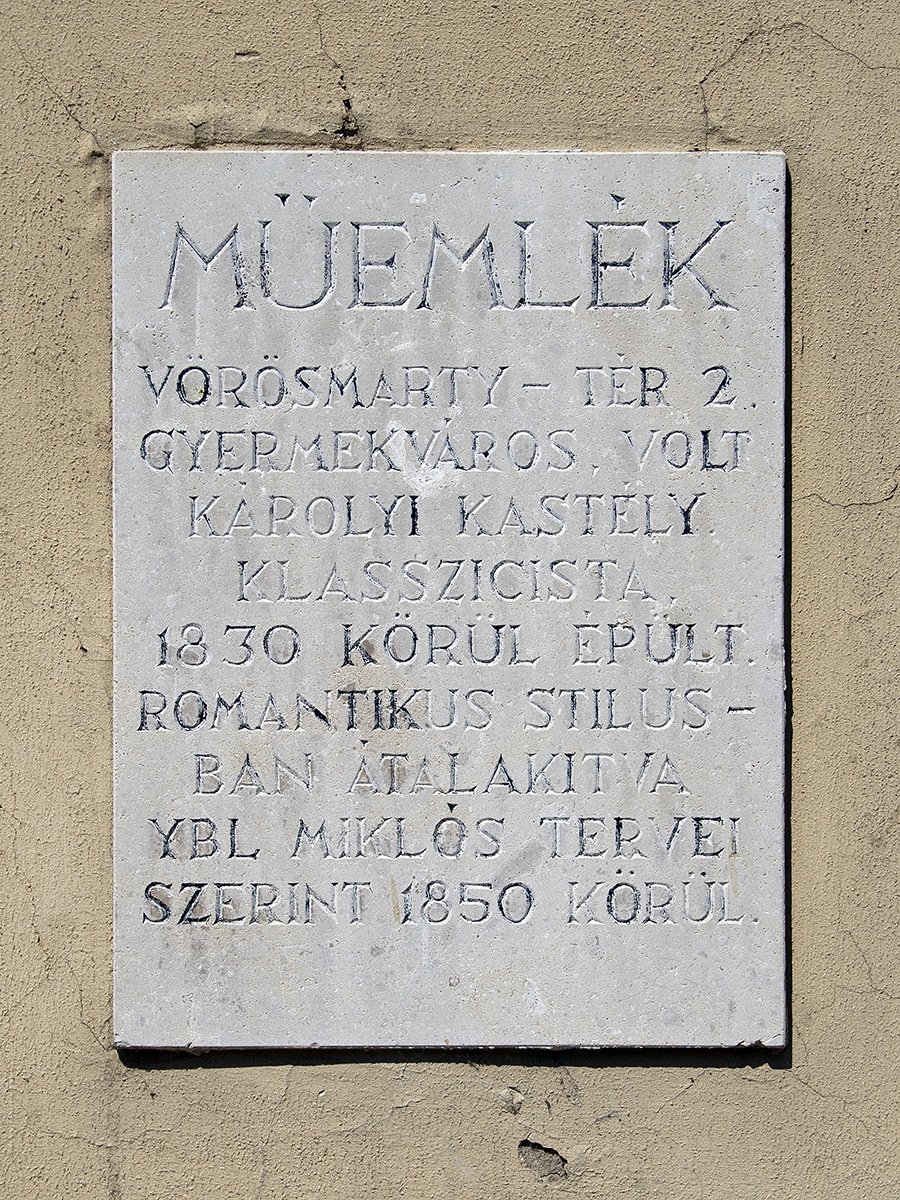 MŰEMLÉK
VÖRÖSMARTY – TÉR 2.
GYERMEKVÁROS, VOLT
KÁROLYI KASTÉLY.
KLASSZICISTA,
1830 KÖRÜL ÉPÜLT.
ROMANTIKUS STILUS –
BAN ÁTALAKITVA
YBL MIKLÓS TERVEI
SZERINT 1850 KÖRÜL.